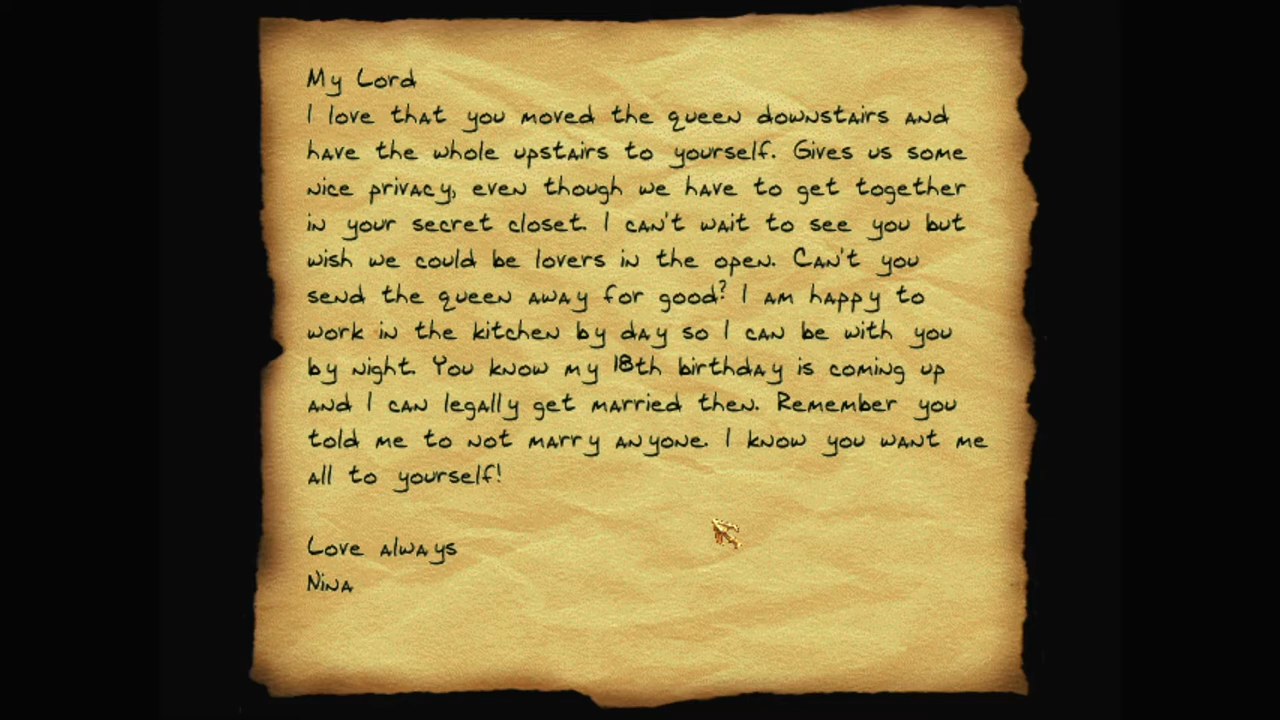 My Lord
I love that you moved the queen downstairs and
have the whole upstairs to yourself. Gives us some
nice privacy, even though we have to get together
in your secret closet. I can't wait to see you but
wish we could be lovers in the open. Can't you
send the queen away for good? I am happy to
work in the kitchen by day so I can be with you
by night. You know my 18th birthday is coming up
and I can legally get married then. Remember you
told me to not marry anyone. I know you want me
all to yourself!
Love always
Nina